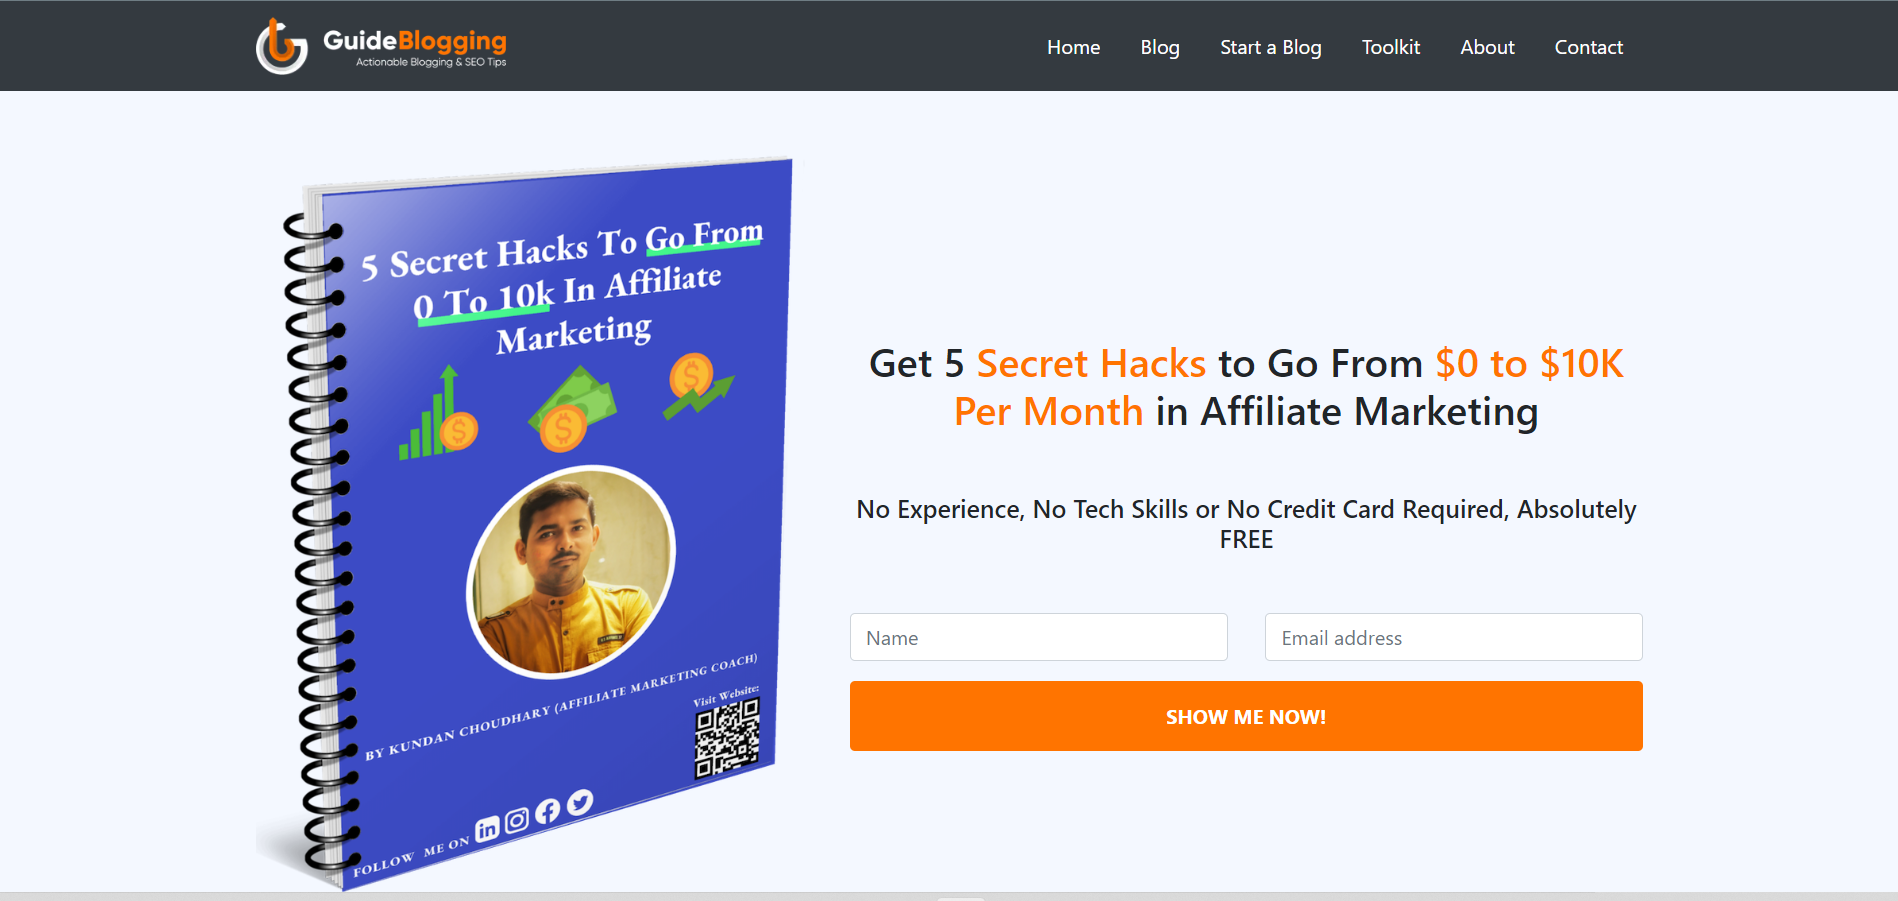 GuideBlogging
Actionable Blogging & SEO Tips
Home Blog Start a Blog Toolkit About Contact
5 Secret Hacks To Go From
0 To 10k In Affiliate
Marketing
BY KUNDAN CHOUDHARY (AFFILIATE MARKETING COACH)
Visit Website:
FOLLOW ME ON
Get 5 Secret Hacks to Go From $0 to $10K
Per Month in Affiliate Marketing
No Experience, No Tech Skills or No Credit Card Required, Absolutely
FREE
Name
Email address
SHOW ME NOW!